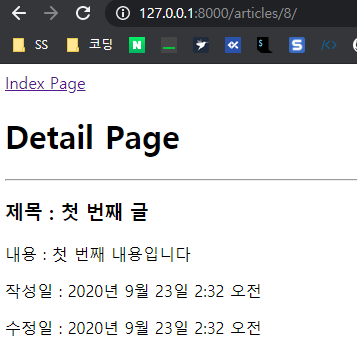 127.0.0.1:8000/articles/8/
SS 코딩
Index Page
Detail Page
제목 : 첫 번째 글
내용 : 첫 번째 내용입니다
작성일 : 2020년 9월 23일 2:32 오전
수정일 : 2020년 9월 23일 2:32 오전